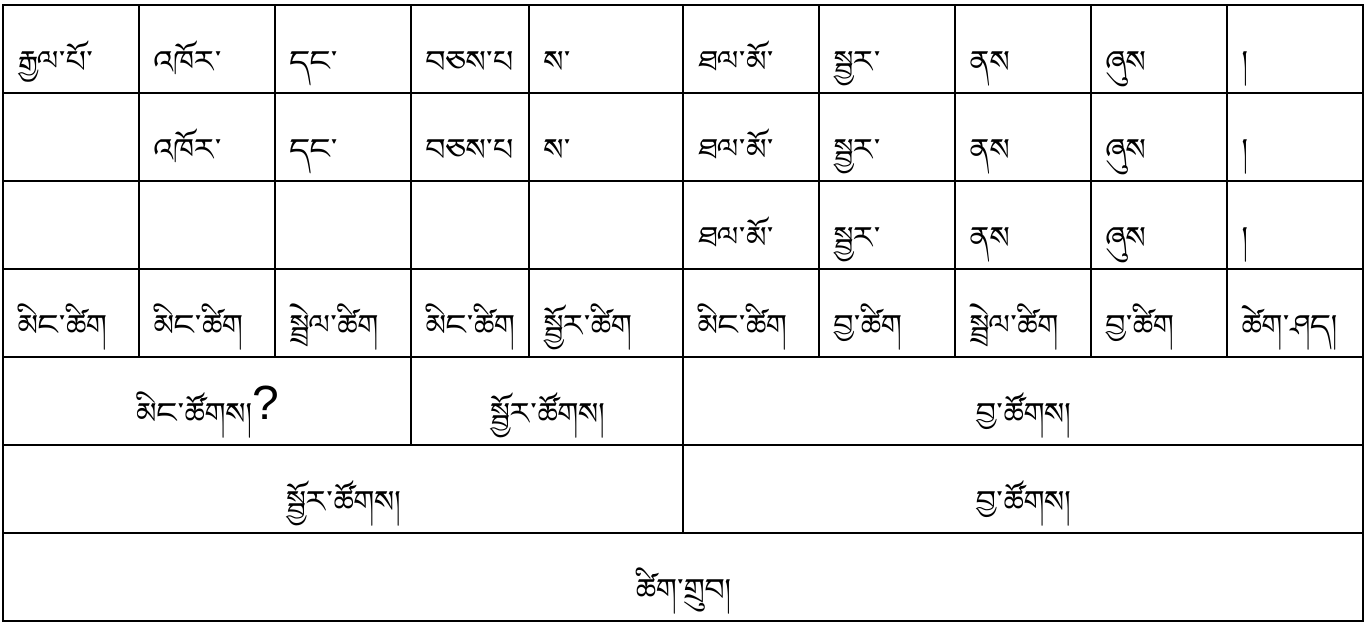 རྒྱལ་པོ་ འཁོར་ དང་ བཅས་པ ས་ ཐལ་མོ་ སྦྱར་ ནས ཞུས །
འཁོར་ དང་ བཅས་པ ས་ ཐལ་མོ་ སྦྱར་ ནས ཞུས །
ཐལ་མོ་ སྦྱར་ ནས ཞུས །
མིང་ཚིག མིང་ཚིག སྦྲེལ་ཚིག མིང་ཚིག སྦྱོར་ཚིག མིང་ཚིག བྱ་ཚིག སྦྲེལ་ཚིག བྱ་ཚིག ཚེག་ཤད།
མིང་ཚོགས།? སྦྱོར་ཚོགས། བྱ་ཚོགས།
སྦྱོར་ཚོགས། བྱ་ཚོགས།
ཚིག་གྲུབ།